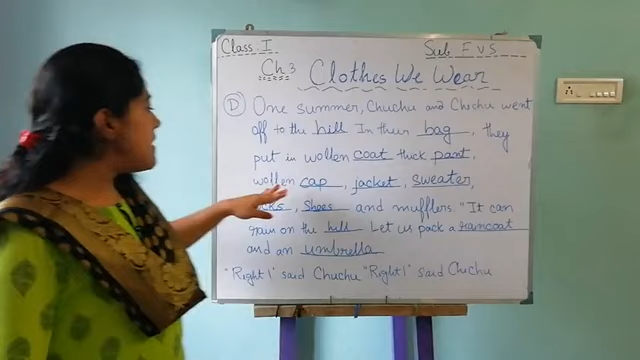 Class. I
Sub E V S
Ch 3 Clothes We Wear
D One summer, Chuchu and Chichu went
off to the hill In their bag, they
put in wollen coat thick pant,
wollen cap, jacket, sweater,
Shoes and mufflers. "It can
rain on the hill Let us pack a raincoat
and an umbrella
"Right!" said Chuchu "Right!" said Chichu